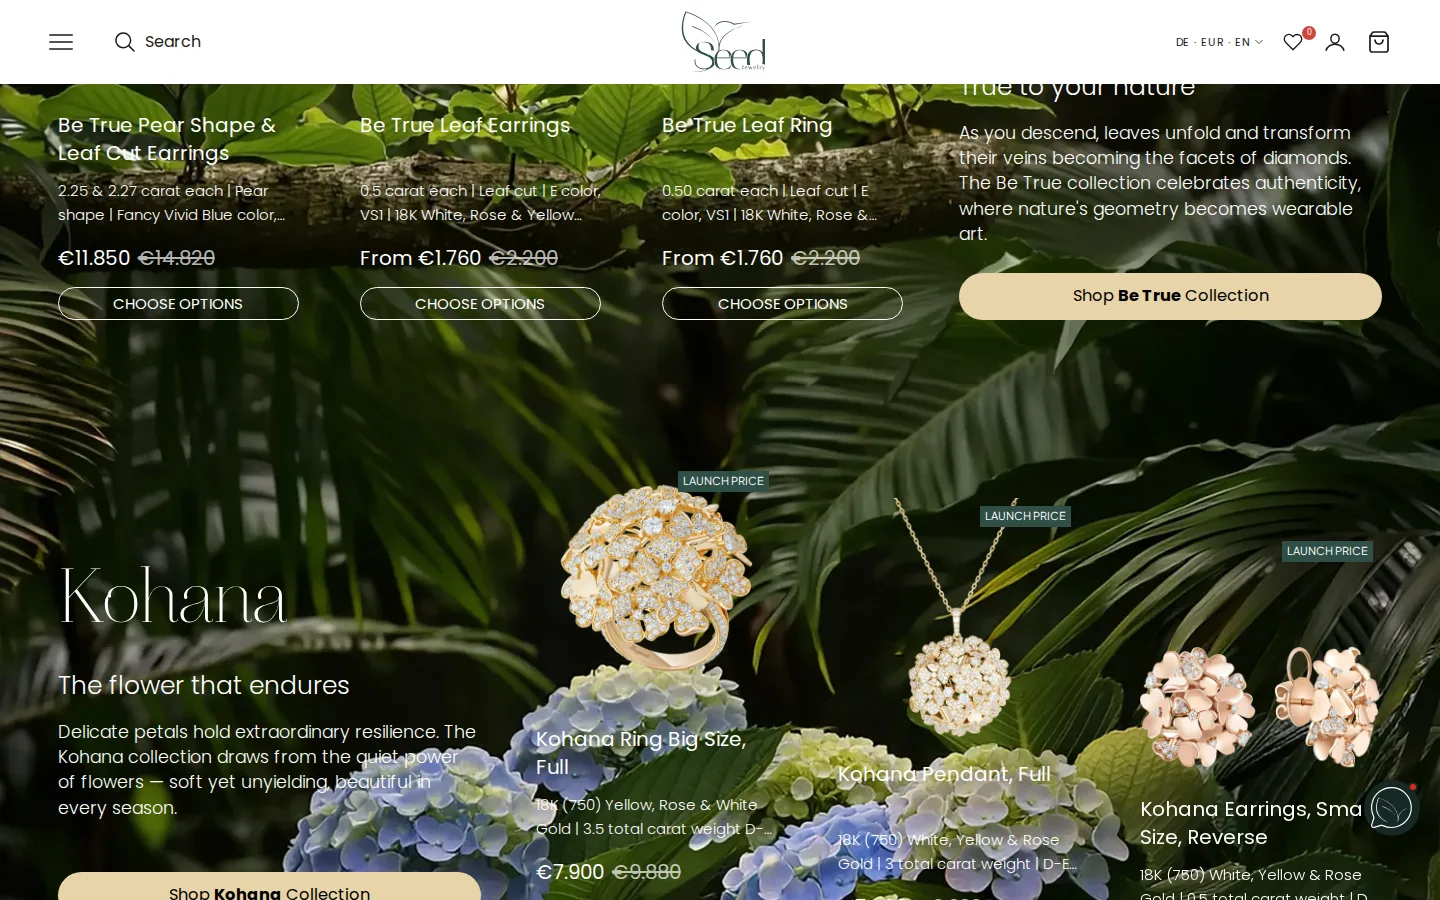 Search
Seed
Jewelry
DE · EUR · EN
0
True to your nature
Be True Pear Shape &
Leaf Cut Earrings
2.25 & 2.27 carat each | Pear
shape | Fancy Vivid Blue color,...
€11.850 €14.820
CHOOSE OPTIONS
Be True Leaf Earrings
0.5 carat each | Leaf cut | E color,
VS1 | 18K White, Rose & Yellow...
From €1.760 €2.200
CHOOSE OPTIONS
Be True Leaf Ring
0.50 carat each | Leaf cut | E
color, VS1 | 18K White, Rose &...
From €1.760 €2.200
CHOOSE OPTIONS
As you descend, leaves unfold and transform
their veins becoming the facets of diamonds.
The Be True collection celebrates authenticity,
where nature's geometry becomes wearable
art.
Shop Be True Collection
Kohana
The flower that endures
Delicate petals hold extraordinary resilience. The
Kohana collection draws from the quiet power
of flowers — soft yet unyielding, beautiful in
every season.
Shop Kohana Collection
LAUNCH PRICE
Kohana Ring Big Size,
Full
18K (750) Yellow, Rose & White
Gold | 3.5 total carat weight D-...
€7.900 €9.880
LAUNCH PRICE
Kohana Pendant, Full
18K (750) White, Yellow & Rose
Gold | 3 total carat weight | D-E...
LAUNCH PRICE
Kohana Earrings, Sma
Size, Reverse
18K (750) White, Yellow & Rose
Gold | 0.5 total carat weight | D